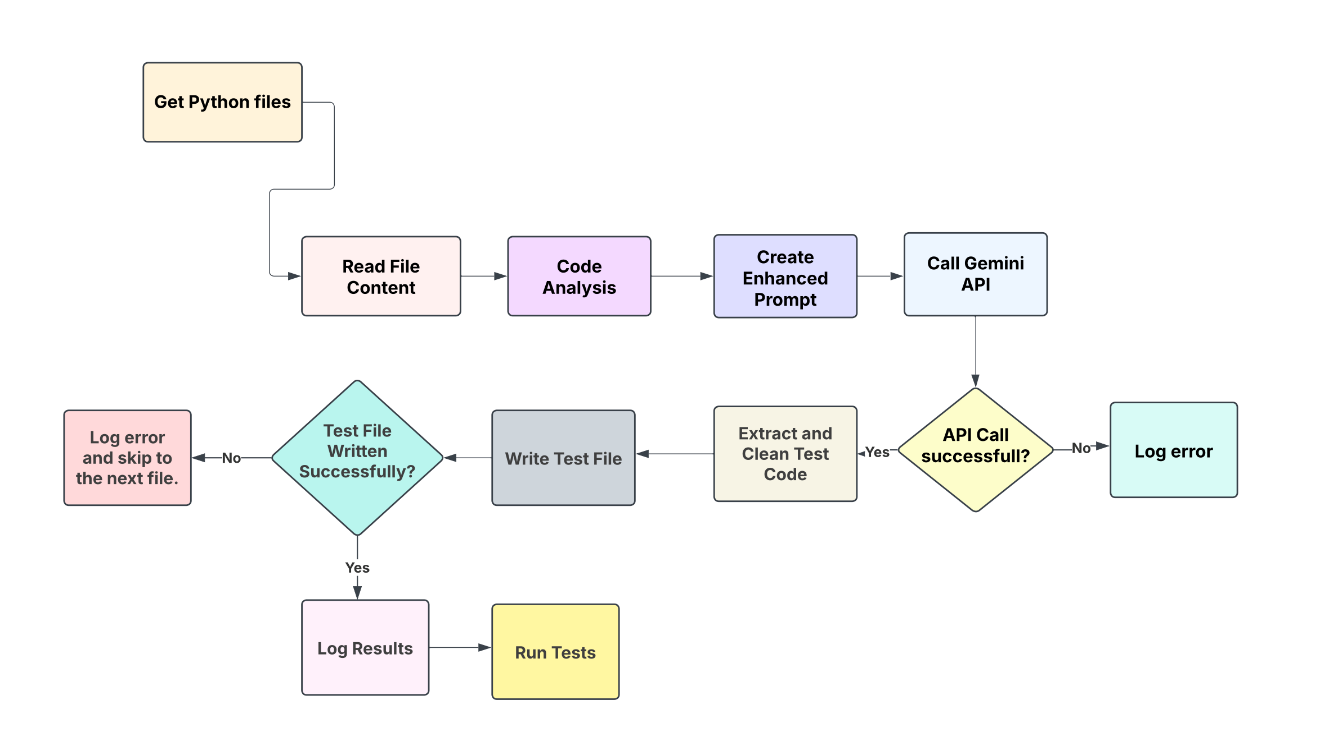 Get Python files
Read File
Content
Code
Analysis
Create
Enhanced
Prompt
Call Gemini
API
Log error
and skip to
the next file.
No
Test File
Written
Successfully?
Write Test File
Extract and
Clean Test
Code
Yes
API Call
successfull?
No
Log error
Yes
Log Results
Run Tests